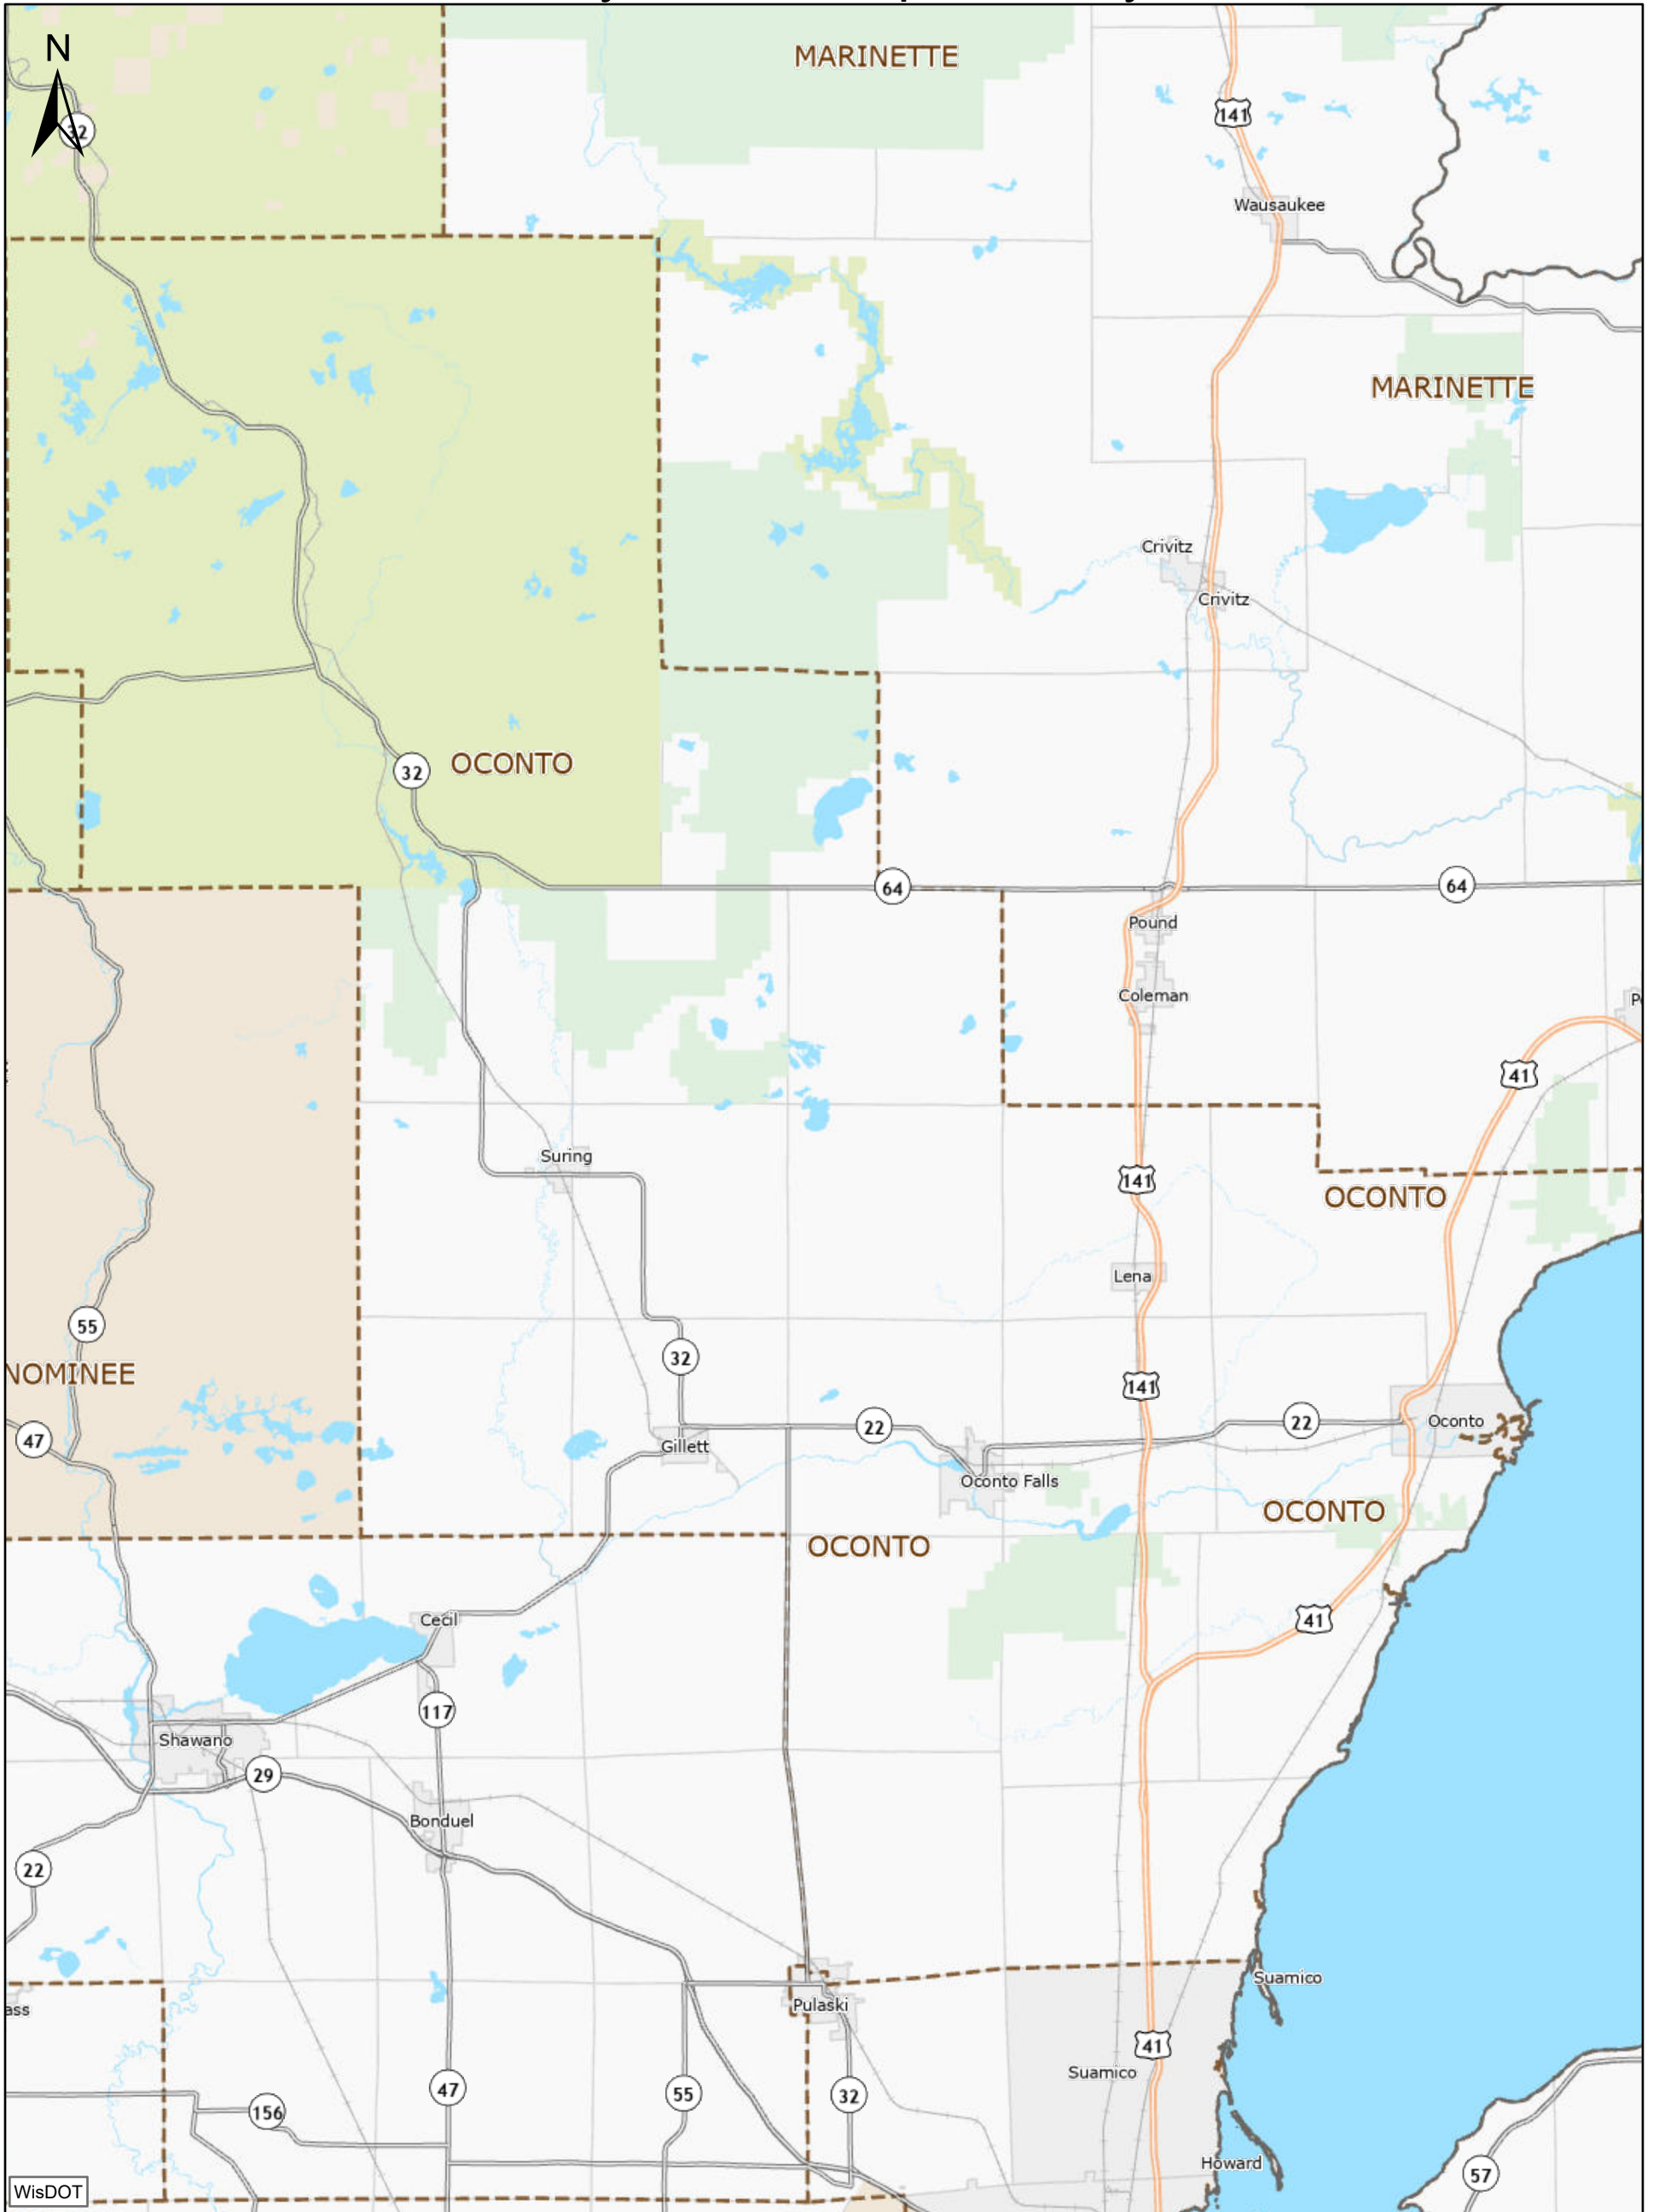 MARINETTE
N
32
141
Wausaukee
MARINETTE
Crivitz
Crivitz
OCONTO
32
64
64
Pound
Coleman
41
Suring
141
OCONTO
Lena
55
32
NOMINEE
141
22
22
Oconto
47
Gillett
Oconto Falls
OCONTO
OCONTO
Cecil
41
117
Shawano
29
Bonduel
22
Suamico
Pulaski
ass
41
Suamico
47
55
32
156
Howard
57
WisDOT